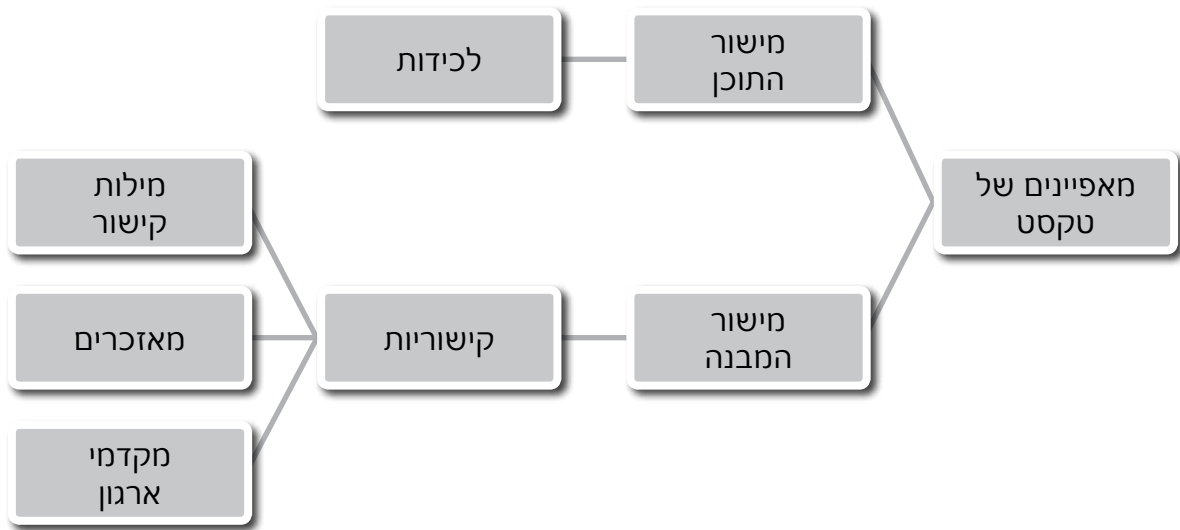 מאפיינים של
טקסט
מישור
התוכן
לכידות
מישור
המבנה
קישוריות
מילות
קישור
מאזכרים
מקדמי
ארגון